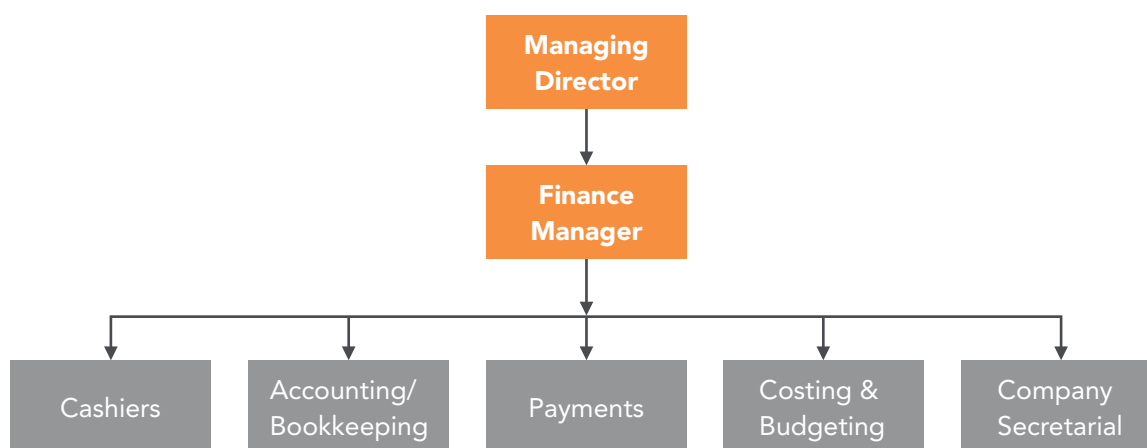 Managing
Director
Finance
Manager
Cashiers
Accounting/
Bookkeeping
Payments
Costing &
Budgeting
Company
Secretarial